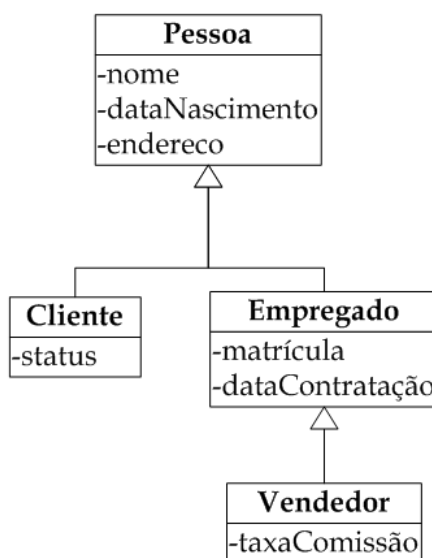 Pessoa
-nome
-dataNascimento
-endereco
Cliente
-status
Empregado
-matrícula
-dataContratação
Vendedor
-taxaComissão